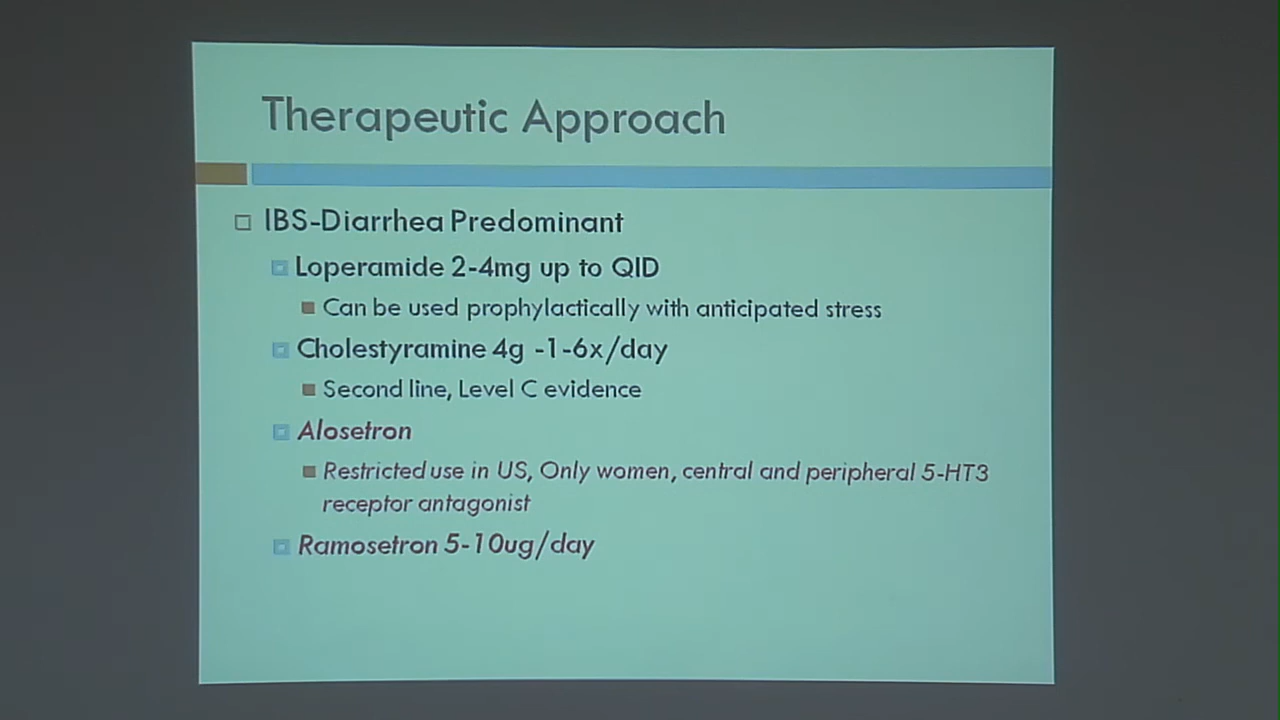 Therapeutic Approach
IBS-Diarrhea Predominant
Loperamide 2-4mg up to QID
Can be used prophylactically with anticipated stress
Cholestyramine 4g -1-6x/day
Second line, Level C evidence
Alosetron
Restricted use in US, Only women, central and peripheral 5-HT3
receptor antagonist
Ramosetron 5-10ug/day